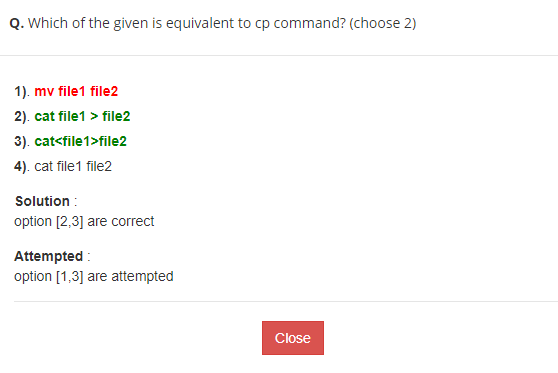 Q. Which of the given is equivalent to cp command? (choose 2)
1). mv file1 file2
2). cat file1 > file2
3). cat<file1>file2
4). cat file1 file2
Solution :
option [2,3] are correct
Attempted :
option [1,3] are attempted
Close